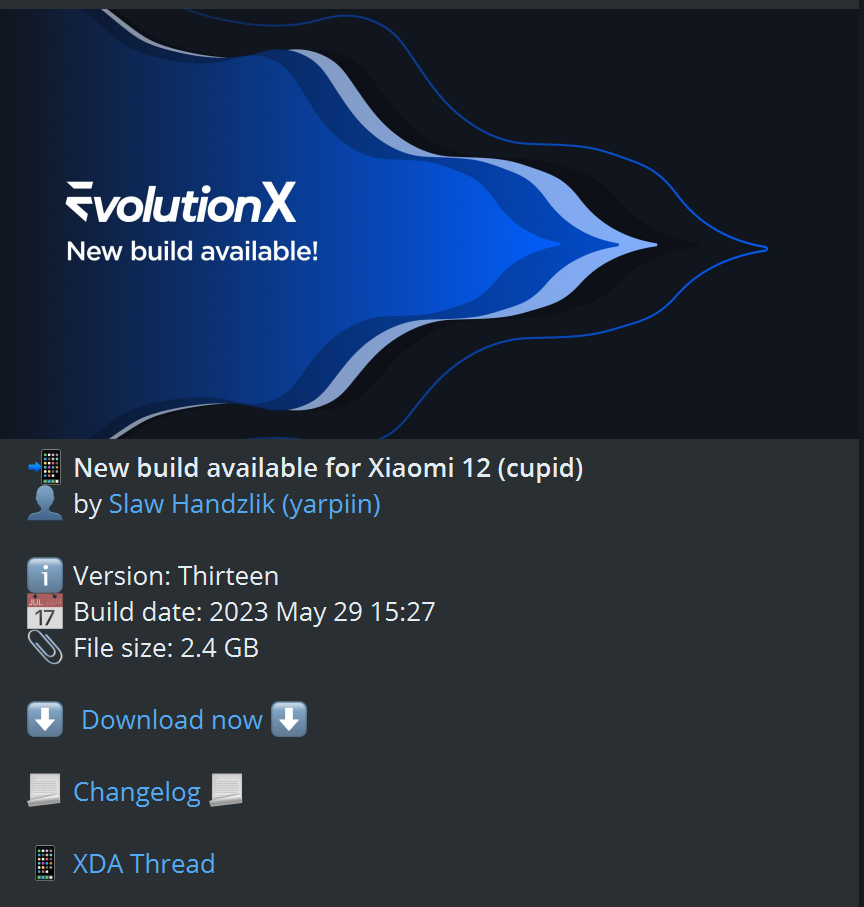 EvolutionX
New build available!
New build available for Xiaomi 12 (cupid)
by Slaw Handzlik (yarpiin)
Version: Thirteen
JUL
17
Build date: 2023 May 29 15:27
File size: 2.4 GB
Download now
Changelog
XDA Thread